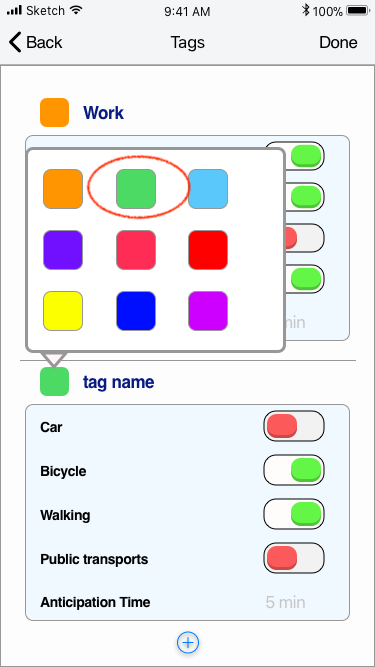 Sketch 9:41 AM 100%
Back Tags Done
Work
min
tag name
Car
Bicycle
Walking
Public transports
Anticipation Time 5 min